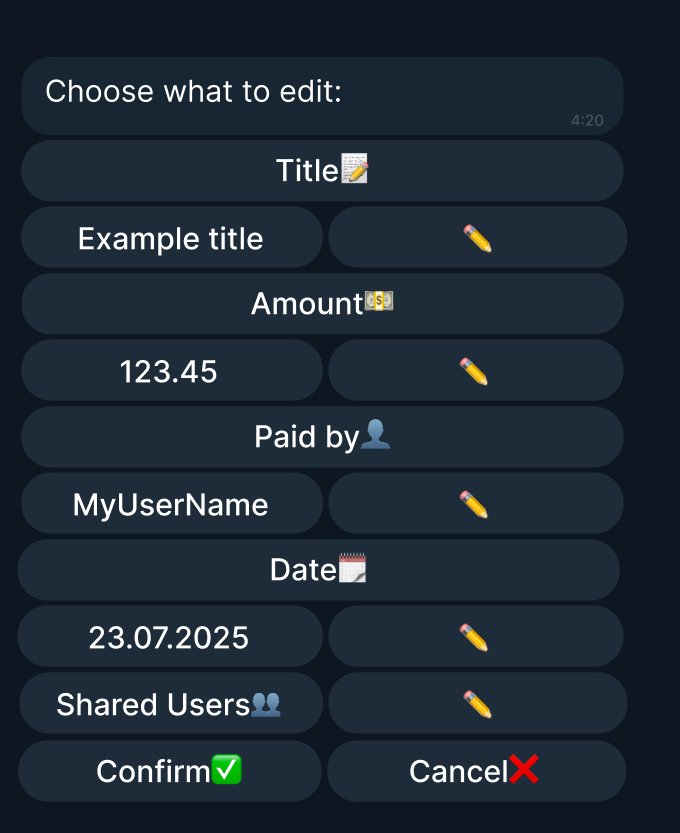 Choose what to edit:
4:20
Title📝
Example title ✏️
Amount💵
123.45 ✏️
Paid by👤
MyUserName ✏️
Date🗓️
23.07.2025 ✏️
Shared Users👥 ✏️
Confirm✅ Cancel❌